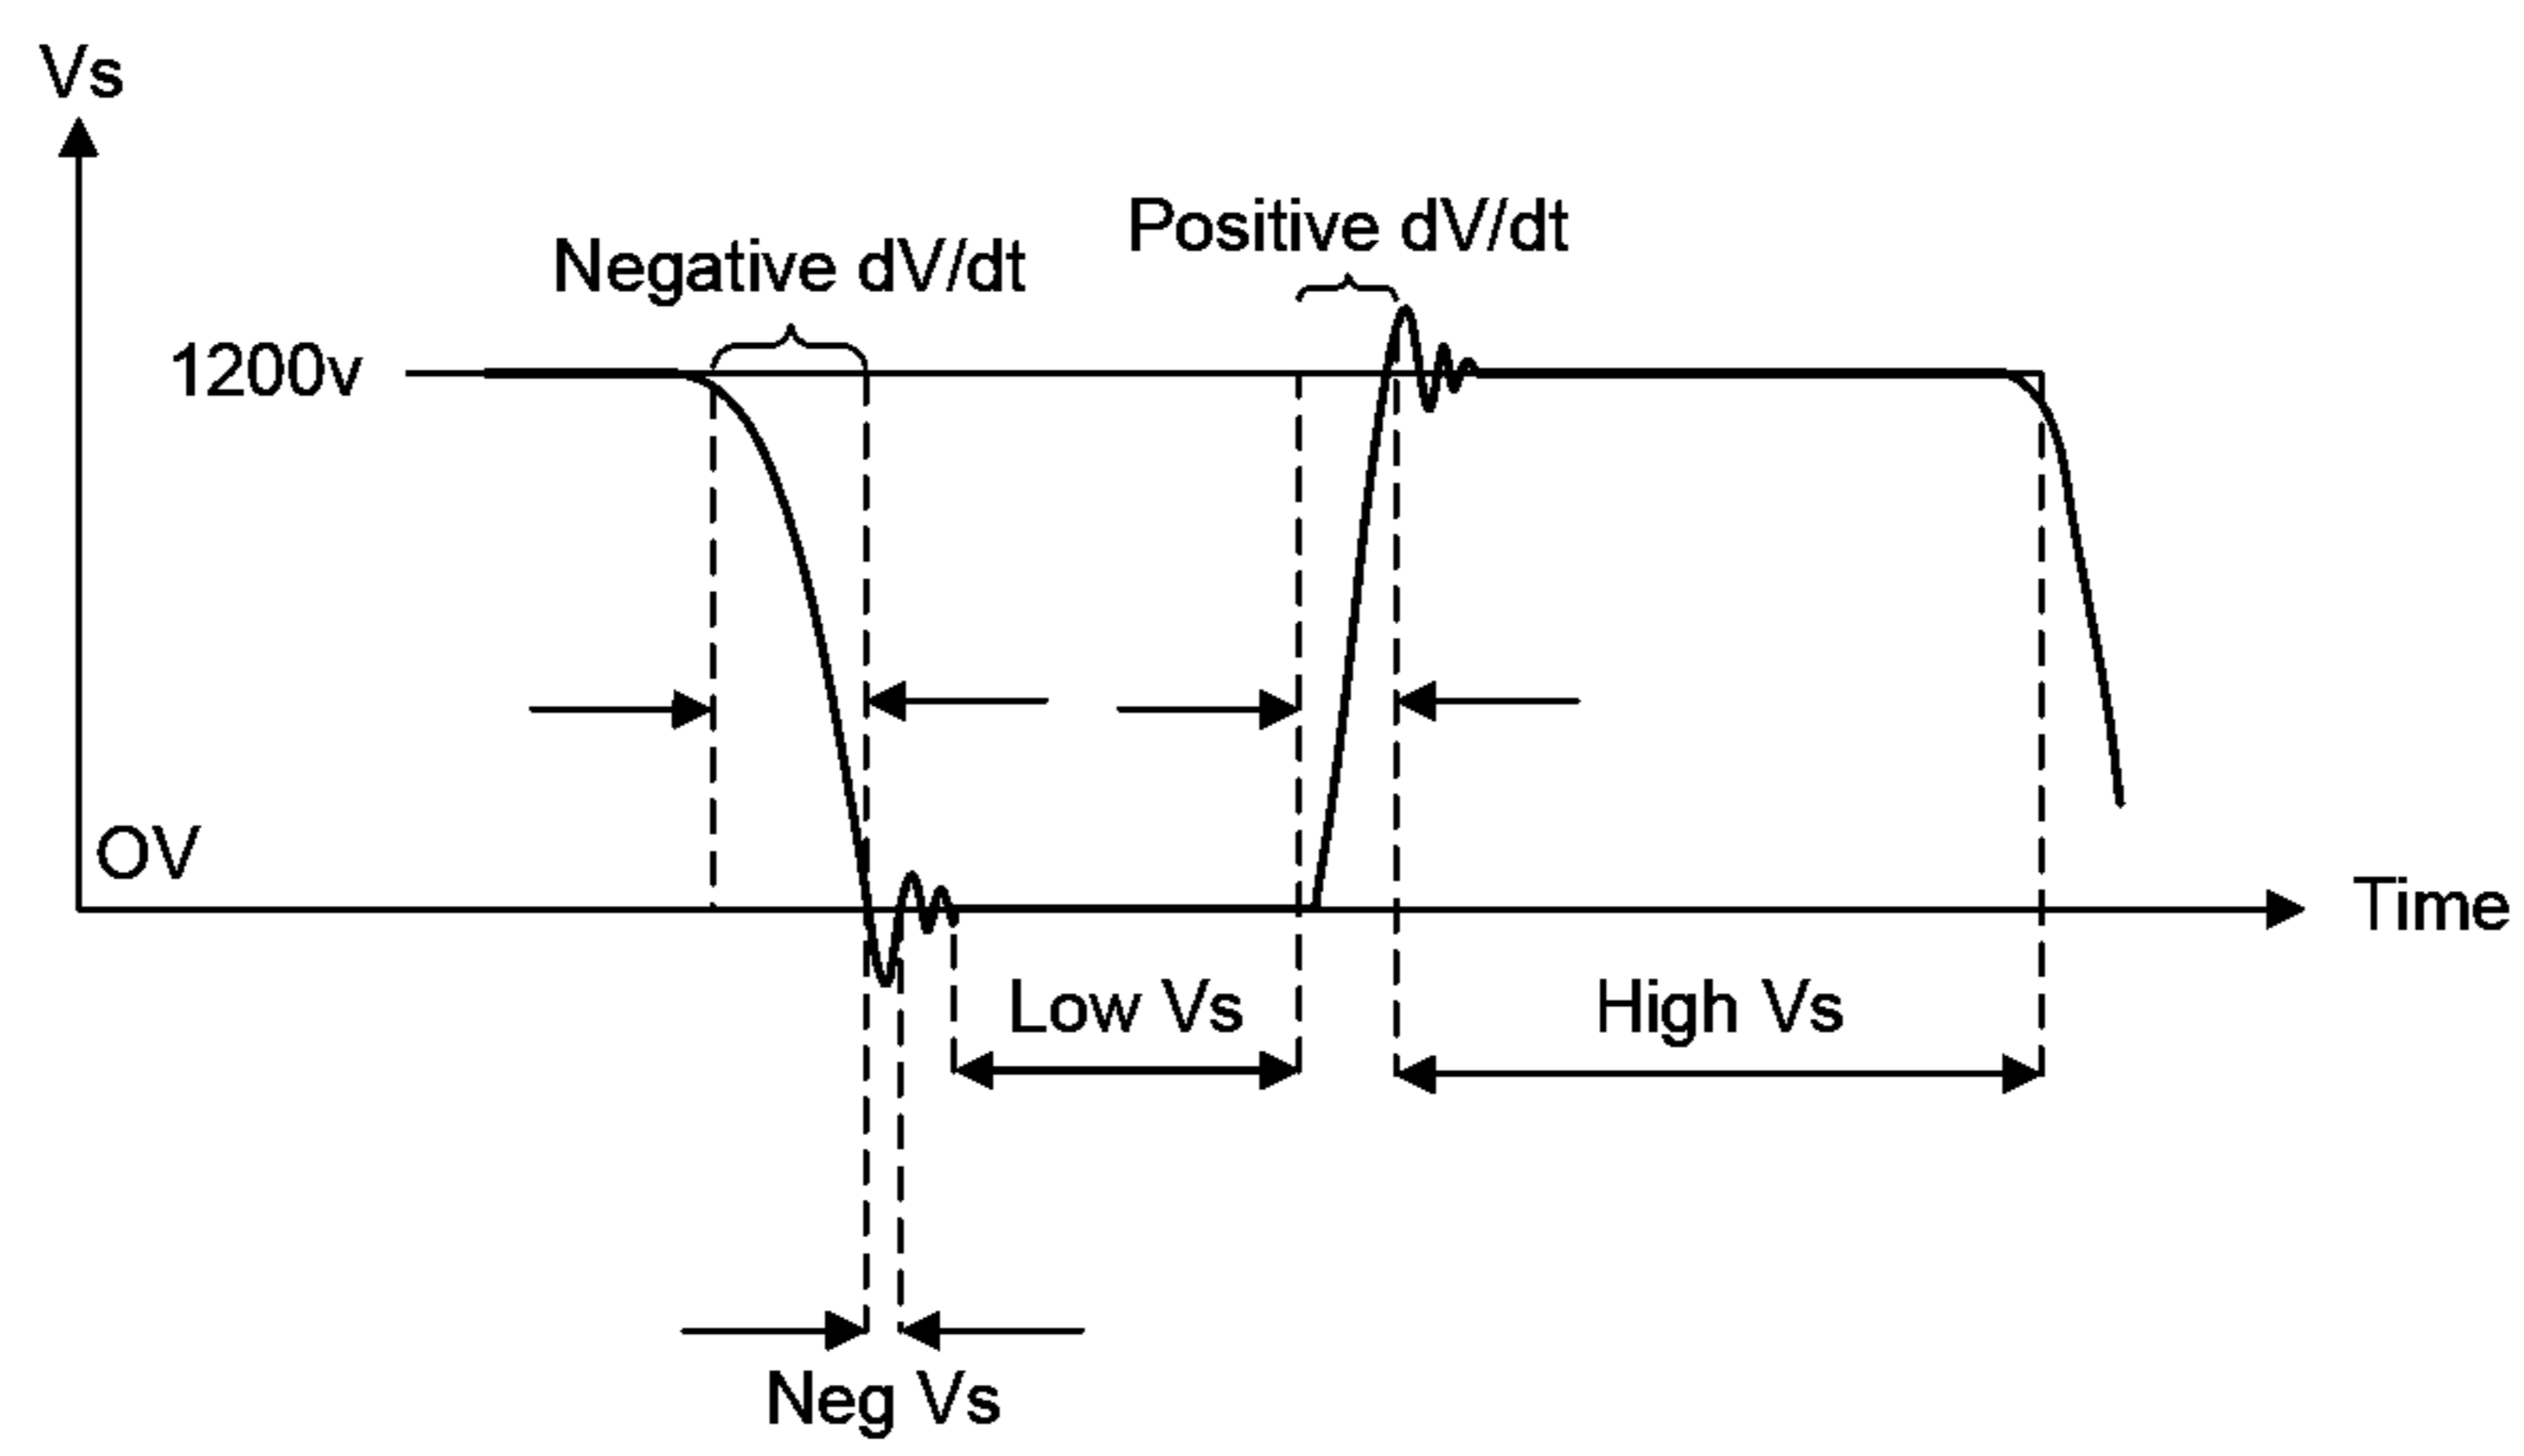 Vs
Positive dV/dt
Negative dV/dt
1200v
OV
Time
Low Vs
High Vs
Neg Vs